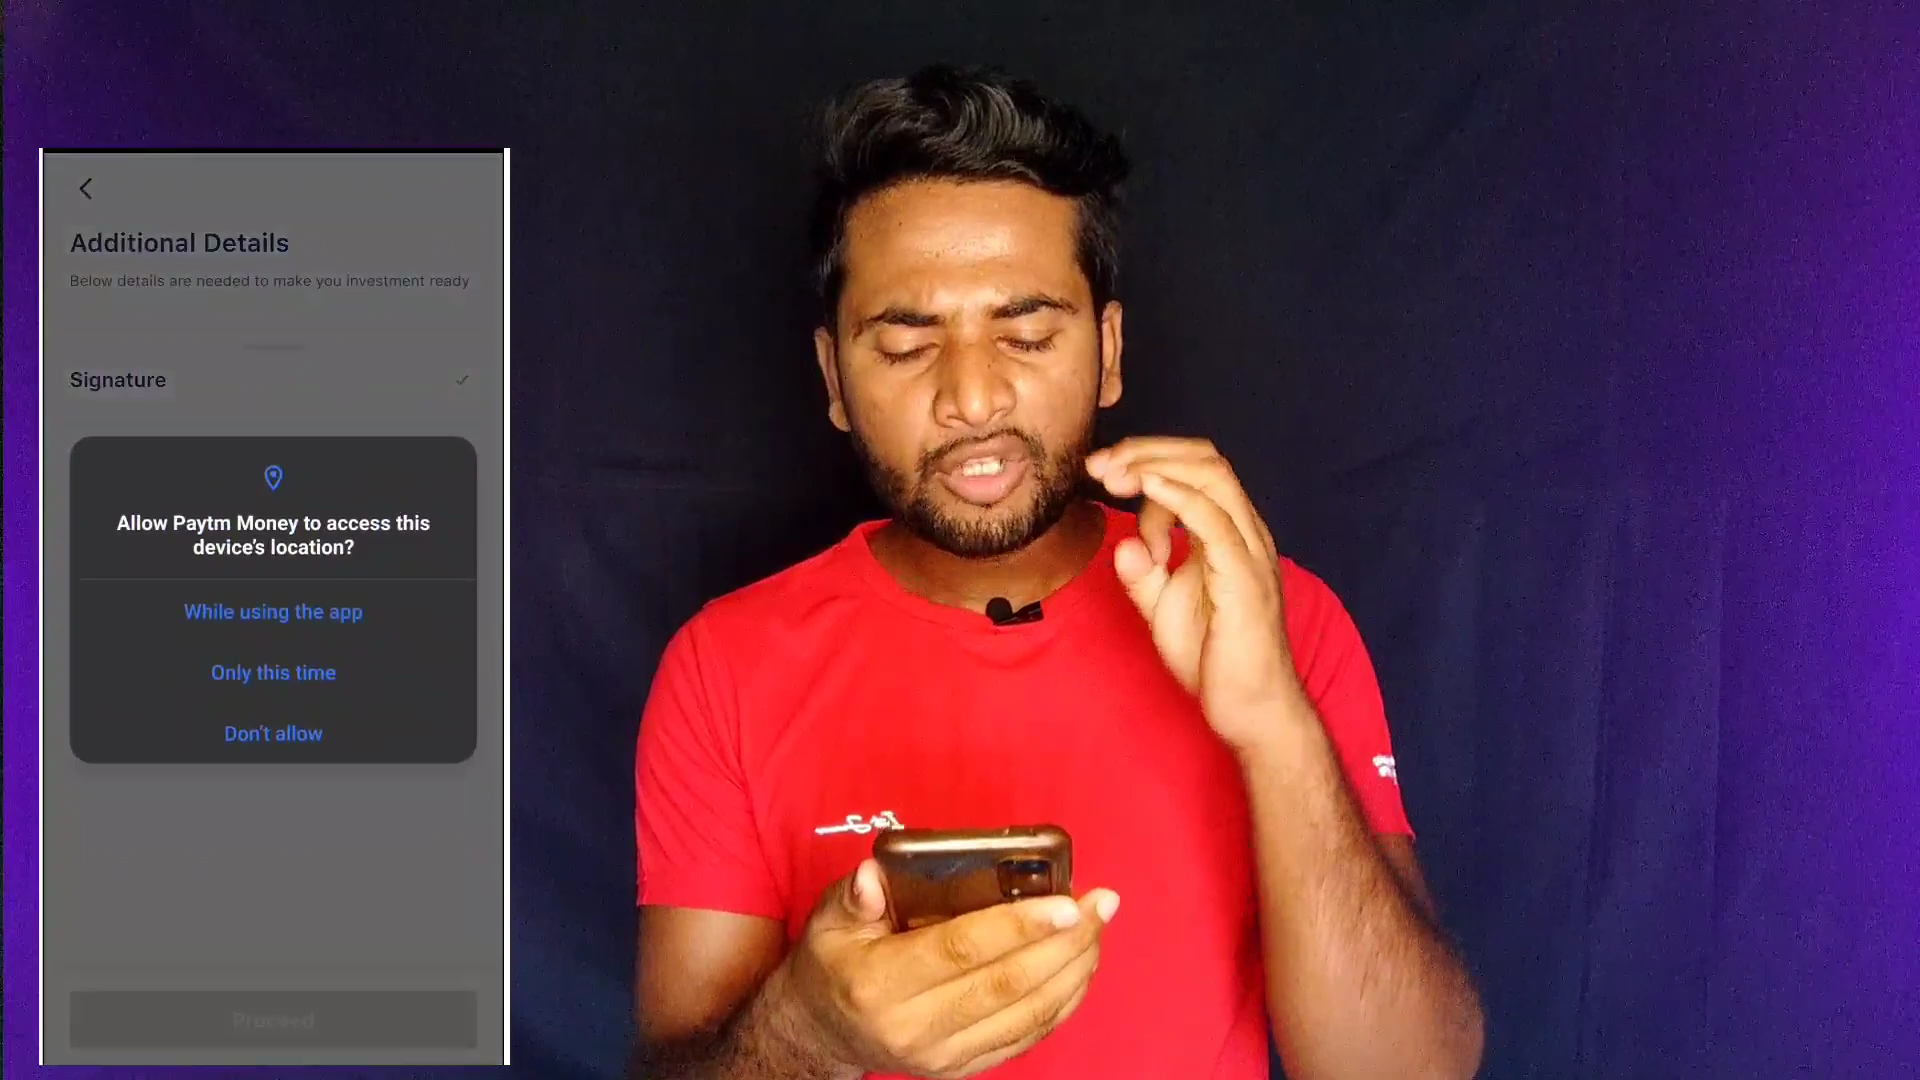 Additional Details
Below details are needed to make you investment ready
Signature
Allow Paytm Money to access this
device's location?
While using the app
Only this time
Don't allow
Proceed